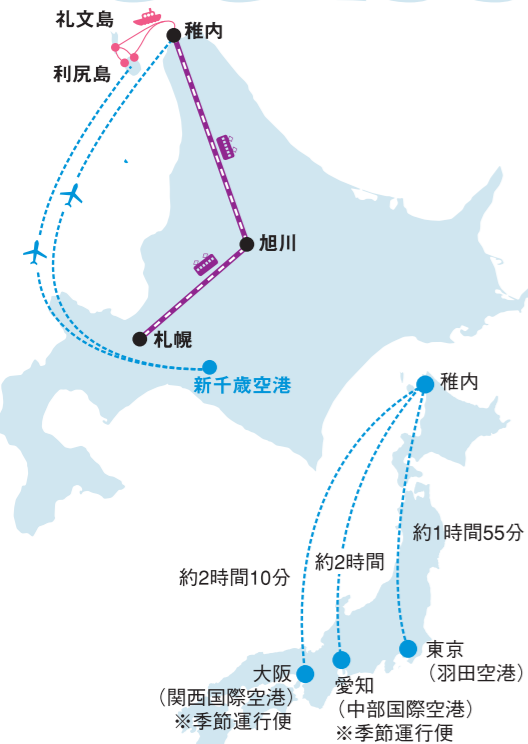 礼文島
稚内
利尻島
旭川
札幌
新千歳空港
稚内
約1時間55分
約2時間
約2時間10分
東京
（羽田空港）
大阪
（関西国際空港）
※季節運行便
愛知
（中部国際空港）
※季節運行便